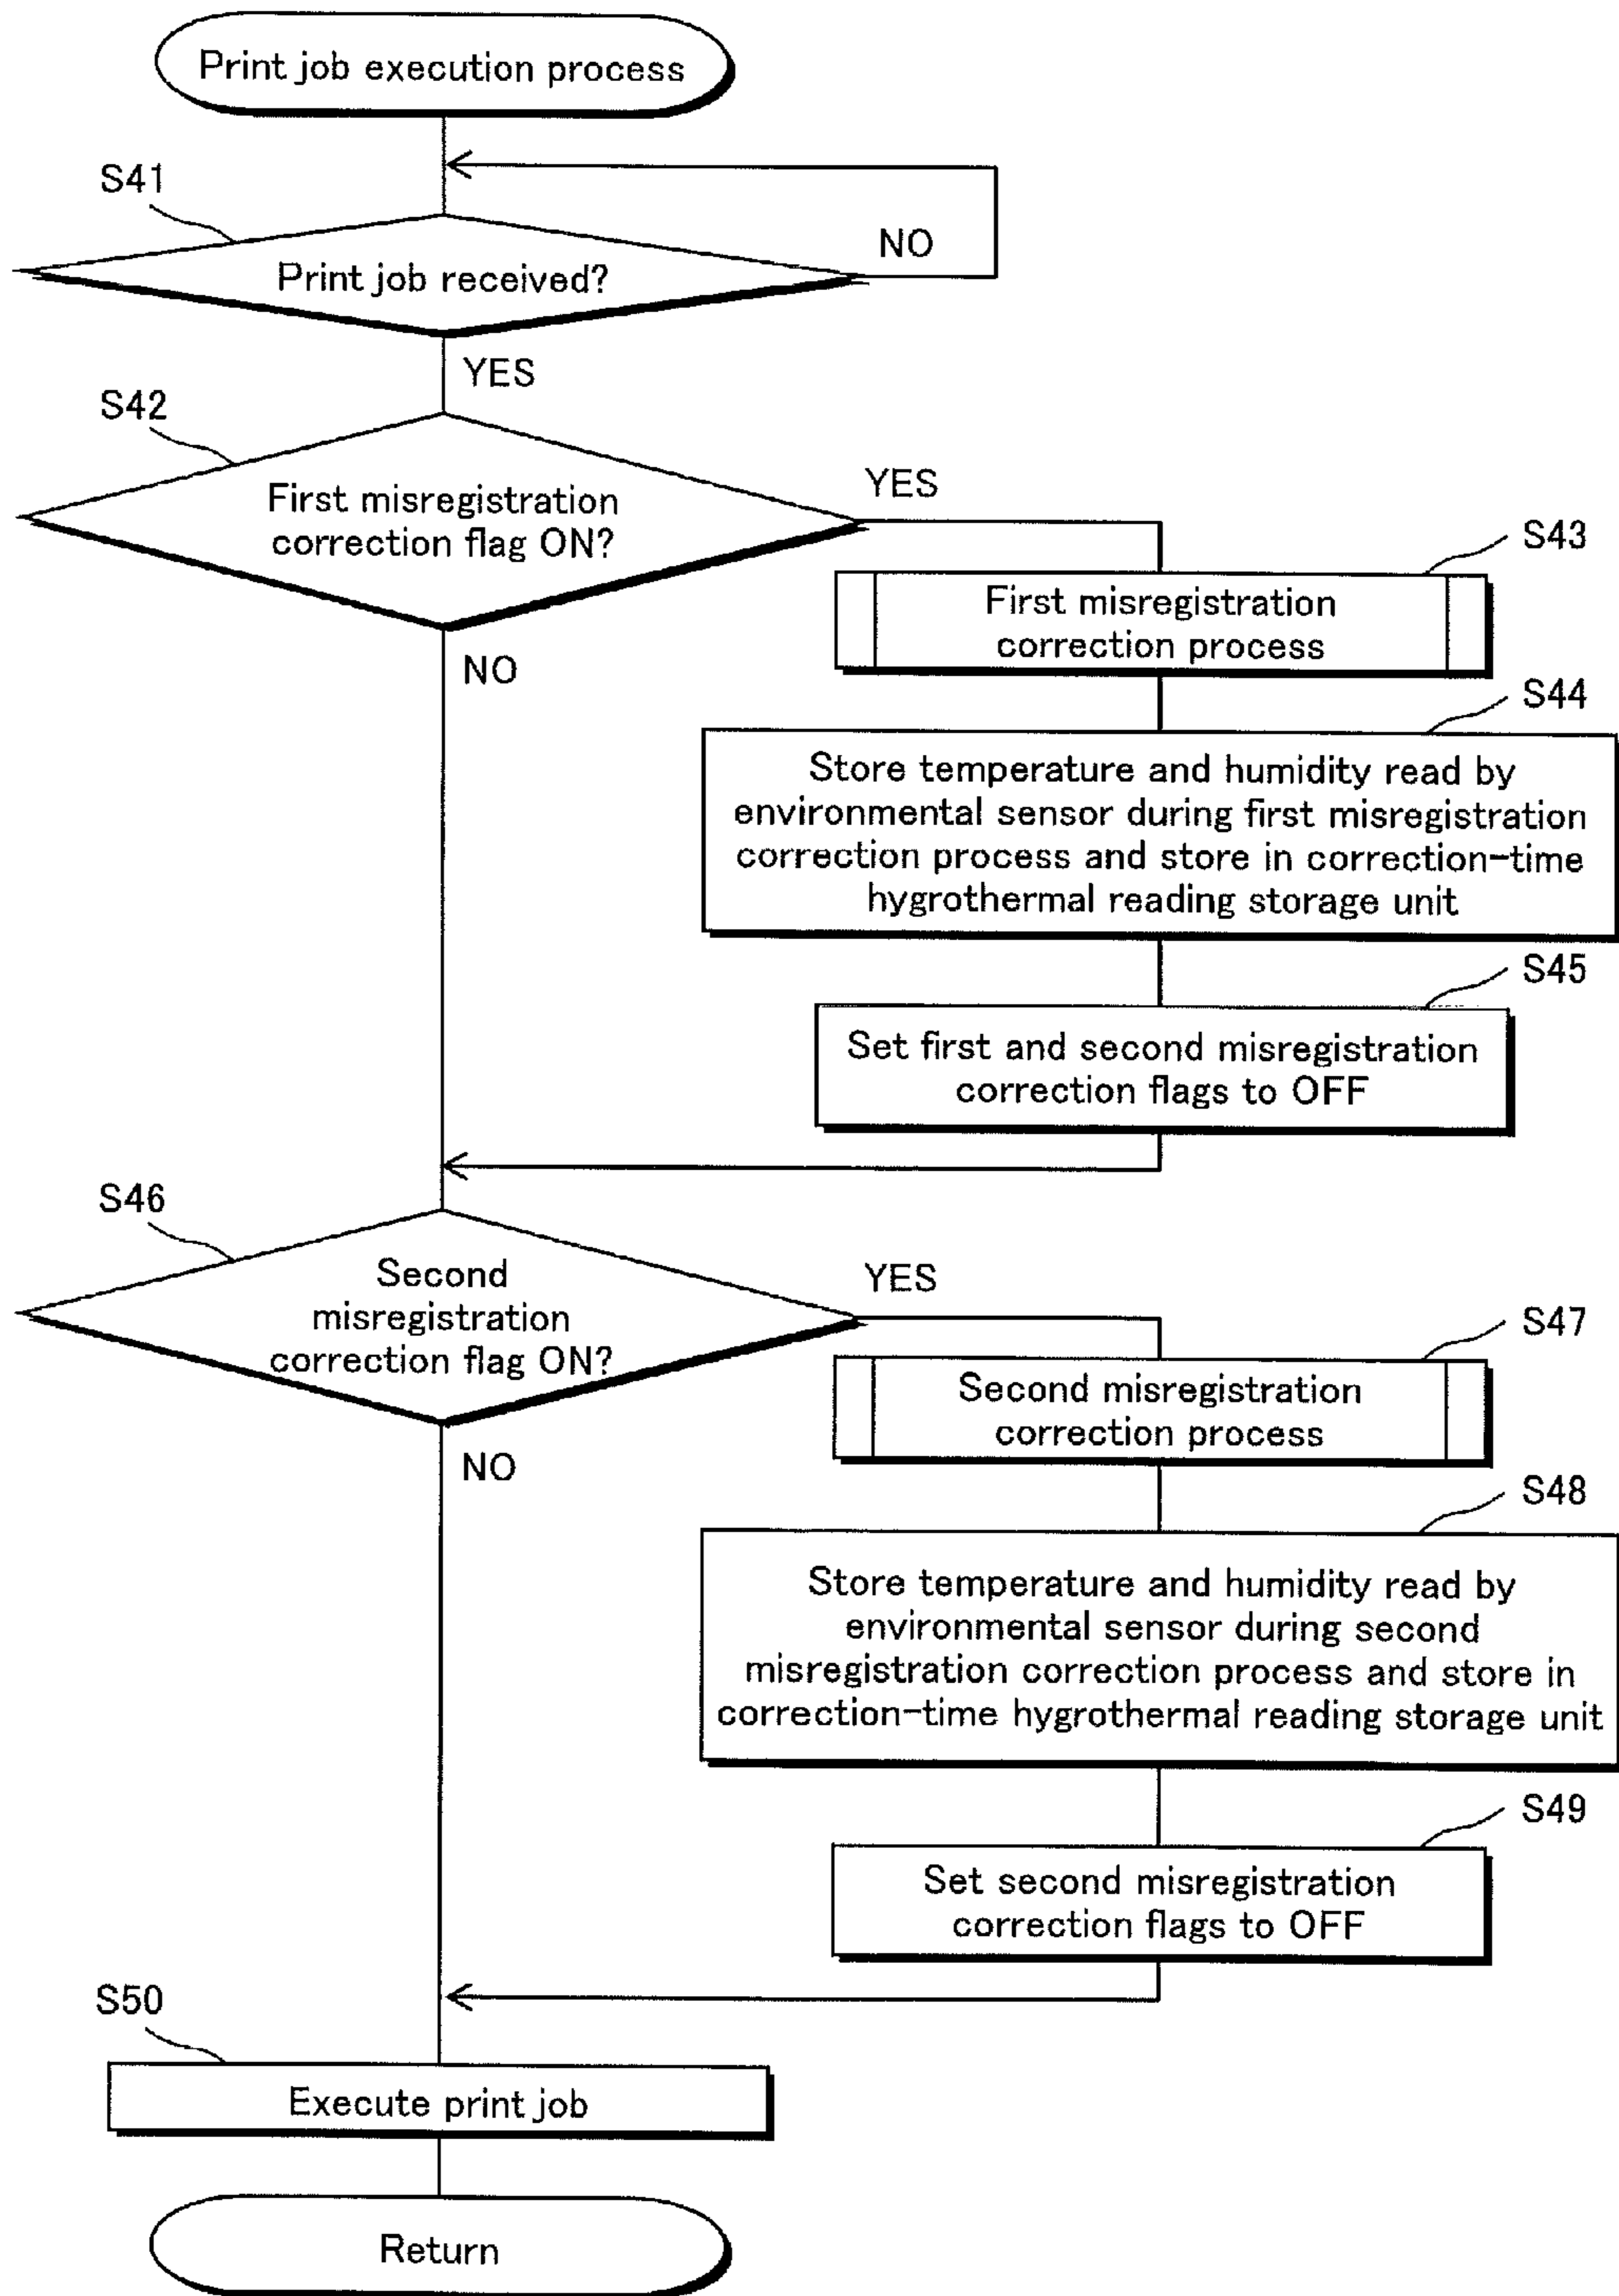 Print job execution process
S41
NO
Print job received?
YES
S42
First misregistration
correction flag ON?
YES
NO
S43
First misregistration
correction process
S44
Store temperature and humidity read by
environmental sensor during first misregistration
correction process and store in correction-time
hygrothermal reading storage unit
S45
Set first and second misregistration
correction flags to OFF
S46
Second
misregistration
correction flag ON?
YES
NO
S47
Second misregistration
correction process
S48
Store temperature and humidity read by
environmental sensor during second
misregistration correction process and store in
correction-time hygrothermal reading storage unit
S49
Set second misregistration
correction flags to OFF
S50
Execute print job
Return